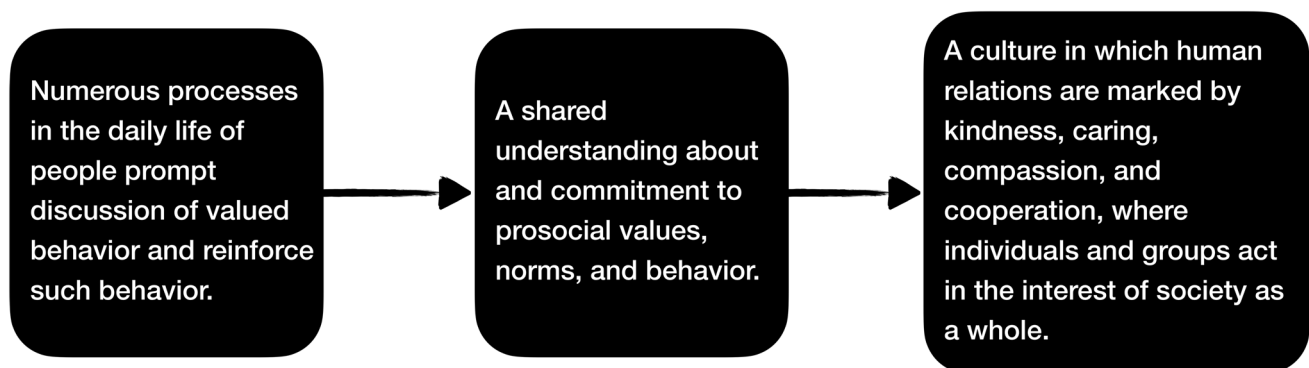 Numerous processes
in the daily life of
people prompt
discussion of valued
behavior and reinforce
such behavior.
A shared
understanding about
and commitment to
prosocial values,
norms, and behavior.
A culture in which human
relations are marked by
kindness, caring,
compassion, and
cooperation, where
individuals and groups act
in the interest of society as
a whole.